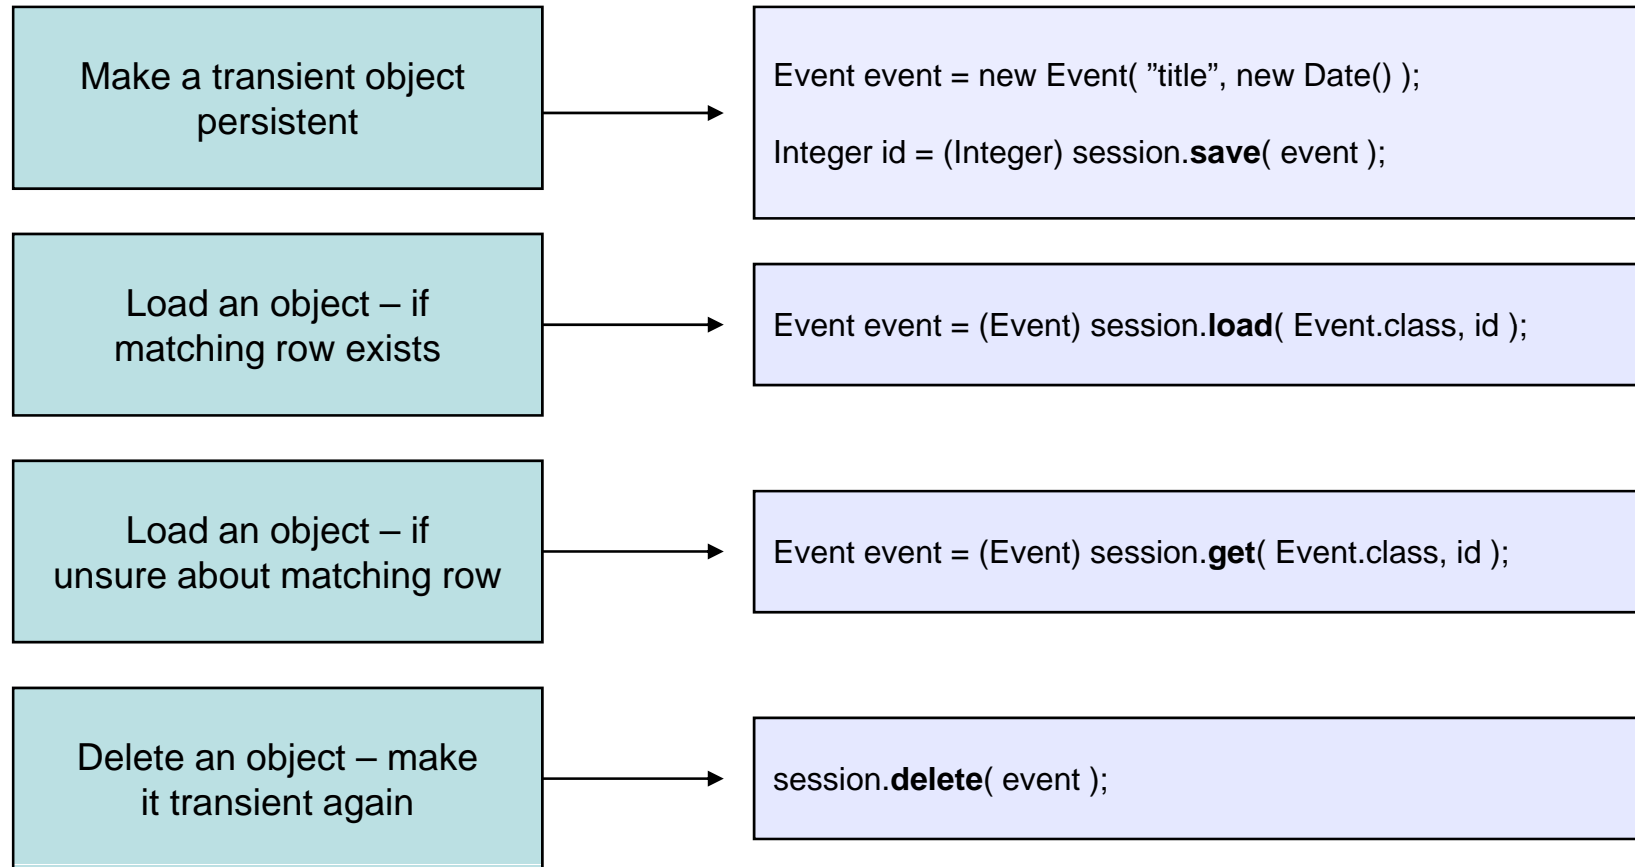 Make a transient object
persistent
Event event = new Event( ”title”, new Date() );
Integer id = (Integer) session.save( event );
Load an object – if
matching row exists
Event event = (Event) session.load( Event.class, id );
Load an object – if
unsure about matching row
Event event = (Event) session.get( Event.class, id );
Delete an object – make
it transient again
session.delete( event );